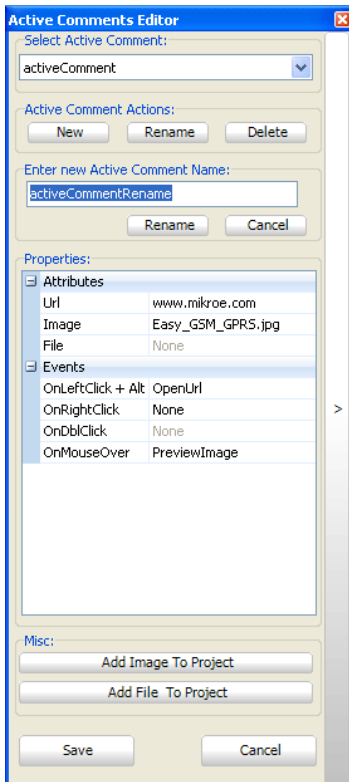 Active Comments Editor
Select Active Comment:
activeComment
Active Comment Actions:
New Rename Delete
Enter new Active Comment Name:
activeCommentRename
Rename Cancel
Properties:
Attributes
Url www.mikroe.com
Image Easy_GSM_GPRS.jpg
File None
Events
OnLeftClick + Alt OpenUrl
OnRightClick None
OnDblClick None
OnMouseOver PreviewImage
>
Misc:
Add Image To Project
Add File To Project
Save Cancel